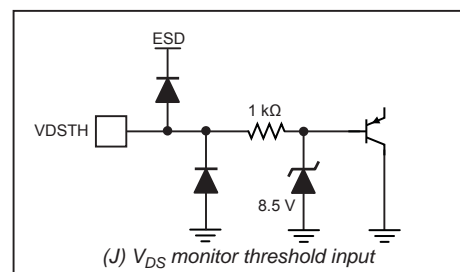 ESD
1 kΩ
VDSTH
8.5 V
(J) VDS monitor threshold input